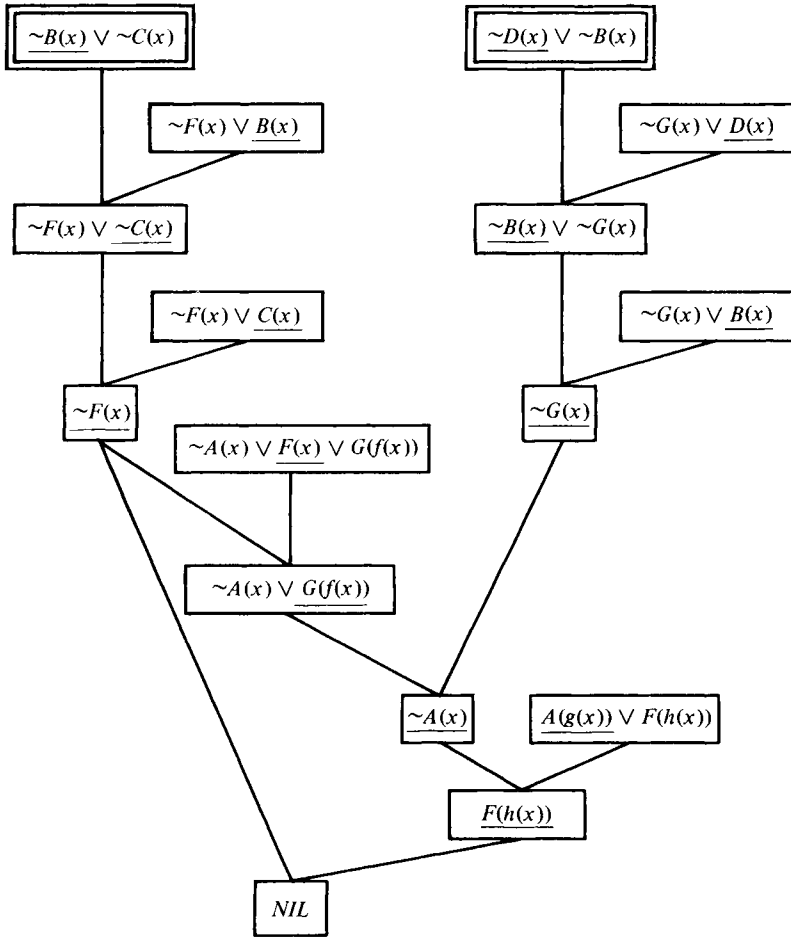 ~B(x) ∨ ~C(x)
~D(x) ∨ ~B(x)
~F(x) ∨ B(x)
~G(x) ∨ D(x)
~F(x) ∨ ~C(x)
~B(x) ∨ ~G(x)
~F(x) ∨ C(x)
~G(x) ∨ B(x)
~F(x)
~G(x)
~A(x) ∨ F(x) ∨ G(f(x))
~A(x) ∨ G(f(x))
~A(x)
A(g(x)) ∨ F(h(x))
F(h(x))
NIL